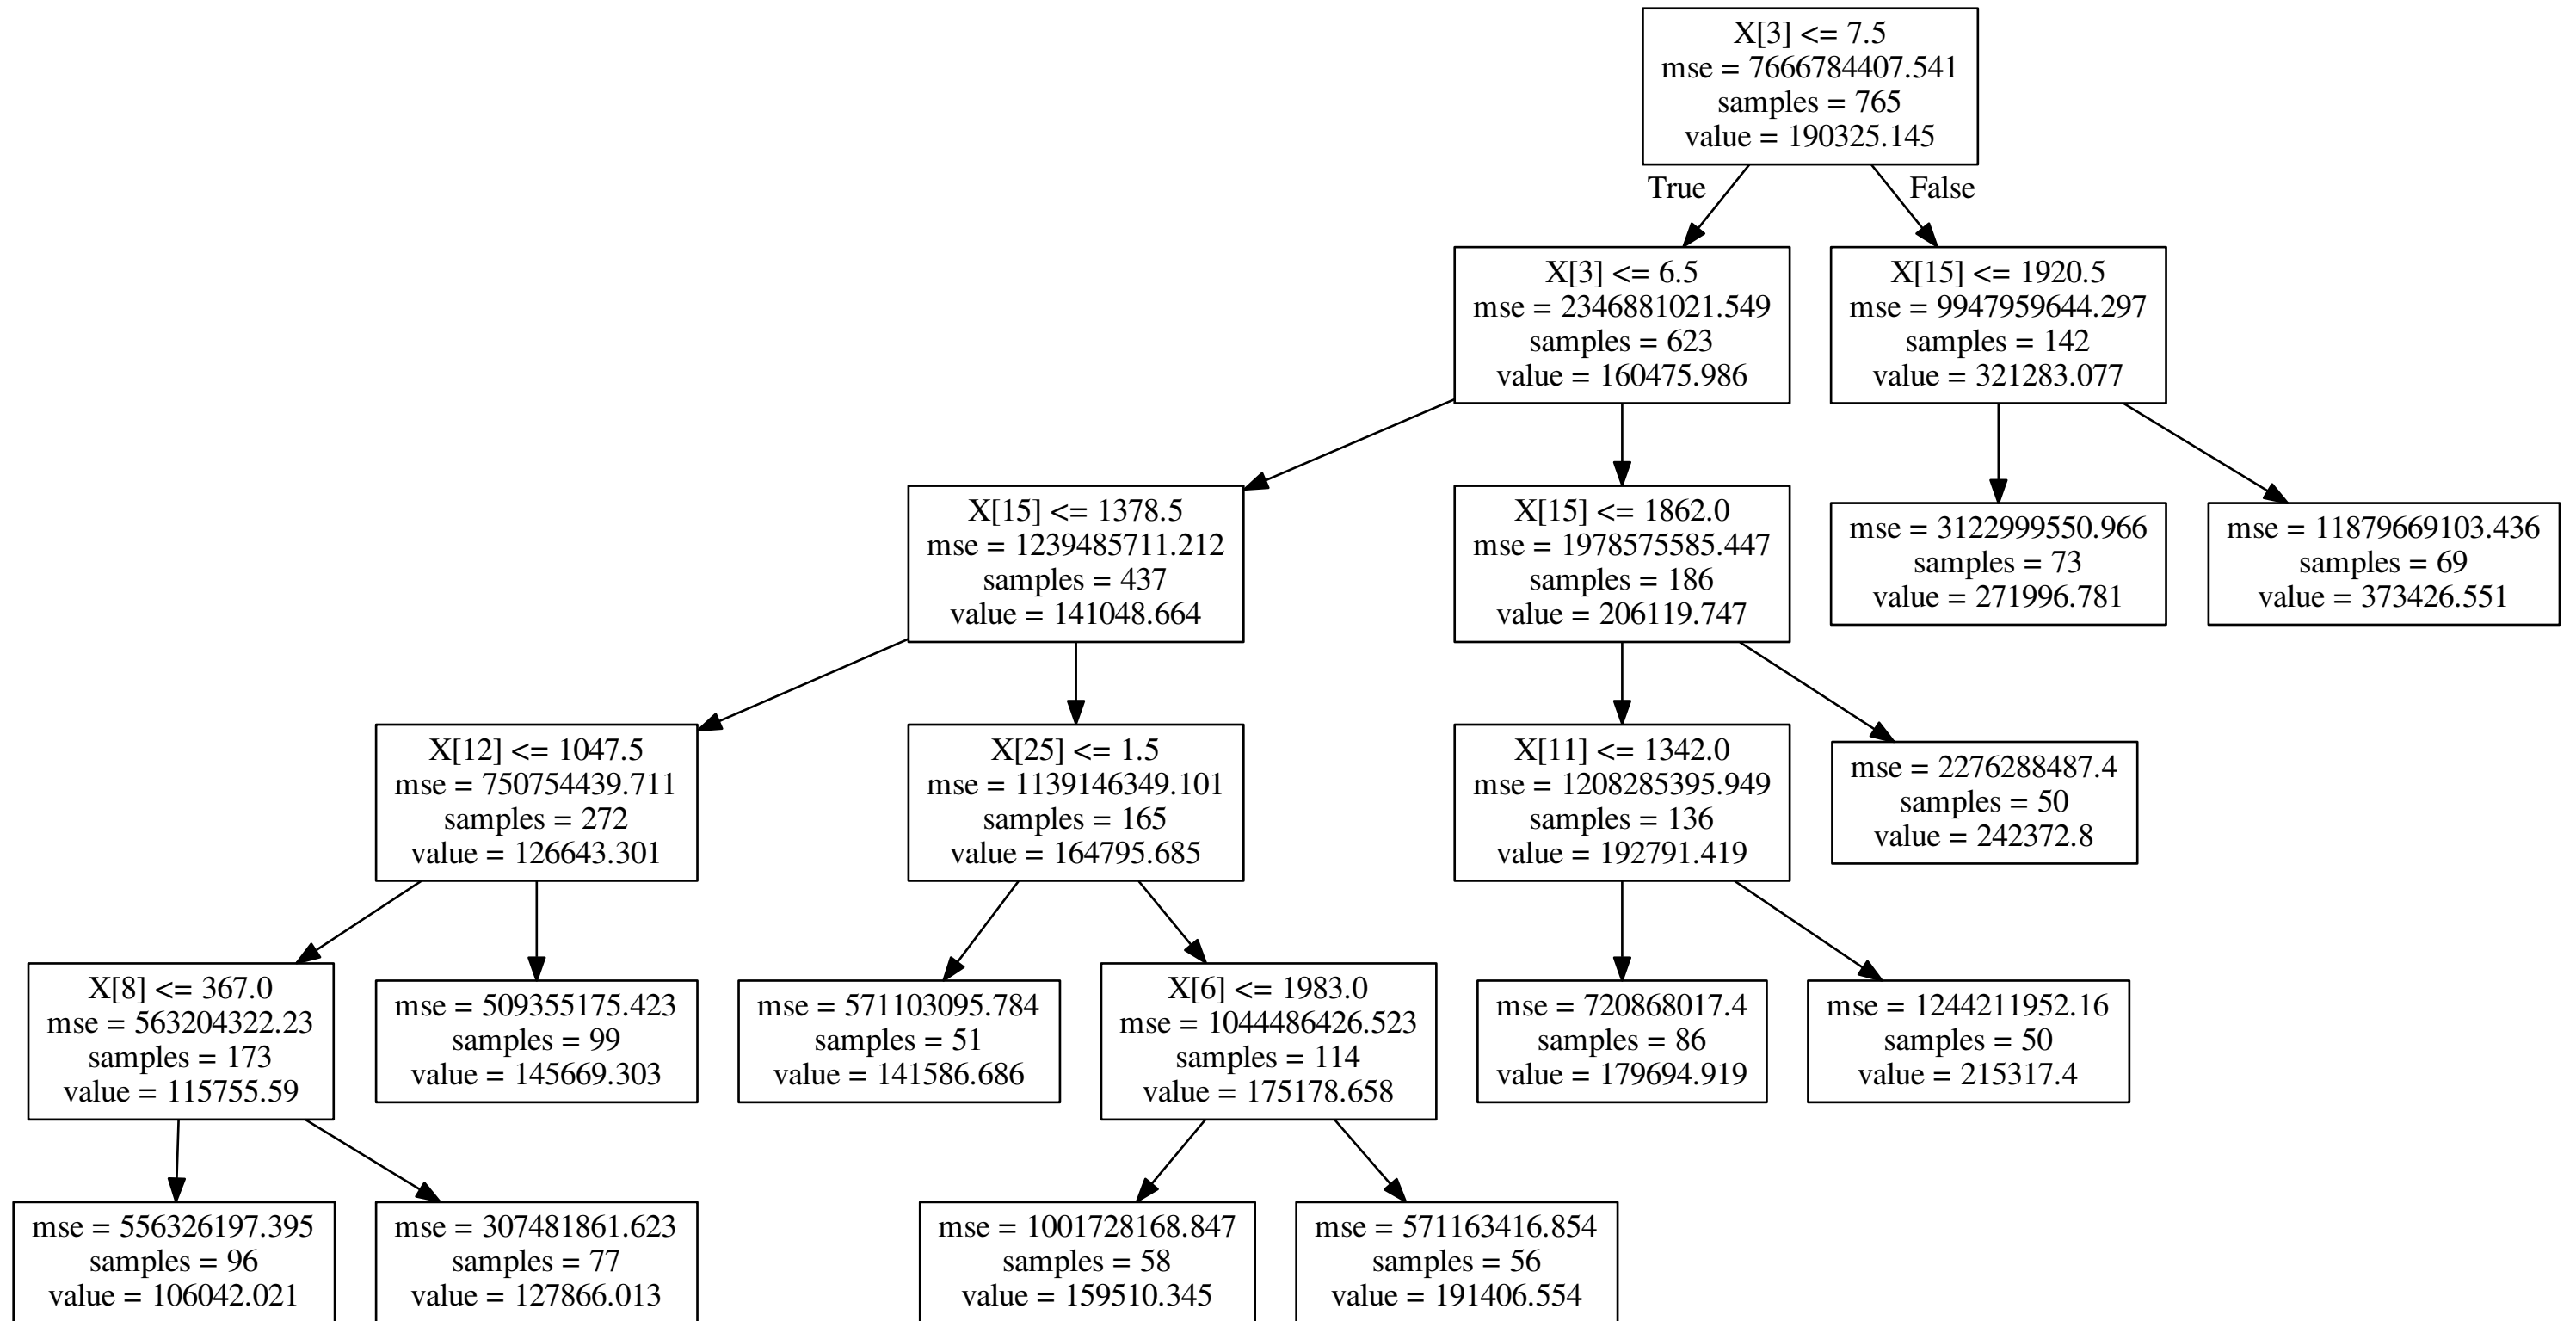 X[3] <= 7.5
mse = 7666784407.541
samples = 765
value = 190325.145
True
False
X[3] <= 6.5
mse = 2346881021.549
samples = 623
value = 160475.986
X[15] <= 1920.5
mse = 9947959644.297
samples = 142
value = 321283.077
X[15] <= 1378.5
mse = 1239485711.212
samples = 437
value = 141048.664
X[15] <= 1862.0
mse = 1978575585.447
samples = 186
value = 206119.747
mse = 3122999550.966
samples = 73
value = 271996.781
mse = 11879669103.436
samples = 69
value = 373426.551
X[12] <= 1047.5
mse = 750754439.711
samples = 272
value = 126643.301
X[25] <= 1.5
mse = 1139146349.101
samples = 165
value = 164795.685
X[11] <= 1342.0
mse = 1208285395.949
samples = 136
value = 192791.419
mse = 2276288487.4
samples = 50
value = 242372.8
X[8] <= 367.0
mse = 563204322.23
samples = 173
value = 115755.59
mse = 509355175.423
samples = 99
value = 145669.303
mse = 571103095.784
samples = 51
value = 141586.686
X[6] <= 1983.0
mse = 1044486426.523
samples = 114
value = 175178.658
mse = 720868017.4
samples = 86
value = 179694.919
mse = 1244211952.16
samples = 50
value = 215317.4
mse = 556326197.395
samples = 96
value = 106042.021
mse = 307481861.623
samples = 77
value = 127866.013
mse = 1001728168.847
samples = 58
value = 159510.345
mse = 571163416.854
samples = 56
value = 191406.554